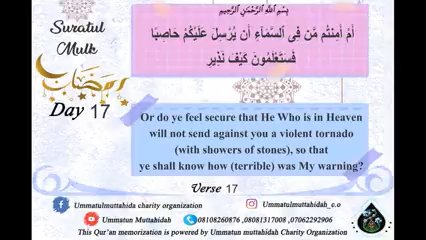 بِسْمِ اللَّهِ الرَّحْمَٰنِ الرَّحِيمِ
Suratul
Mulk
أَمْ أَمِنتُم مَّن فِى ٱلسَّمَآءِ أَن يُرْسِلَ عَلَيْكُمْ حَاصِبًا
فَسَتَعْلَمُونَ كَيْفَ نَذِيرِ
رمضان
Day 17
Or do ye feel secure that He Who is in Heaven
will not send against you a violent tornado
(with showers of stones), so that
ye shall know how (terrible) was My warning?
Verse 17
Ummatulmuttahida charity organization
Ummatulmuttahidah_c.o
Ummatun Muttahidah
08108260876 ,08081317008 ,07062292906
This Qur'an memorization is powered by Ummatun muttahidah Charity Organization